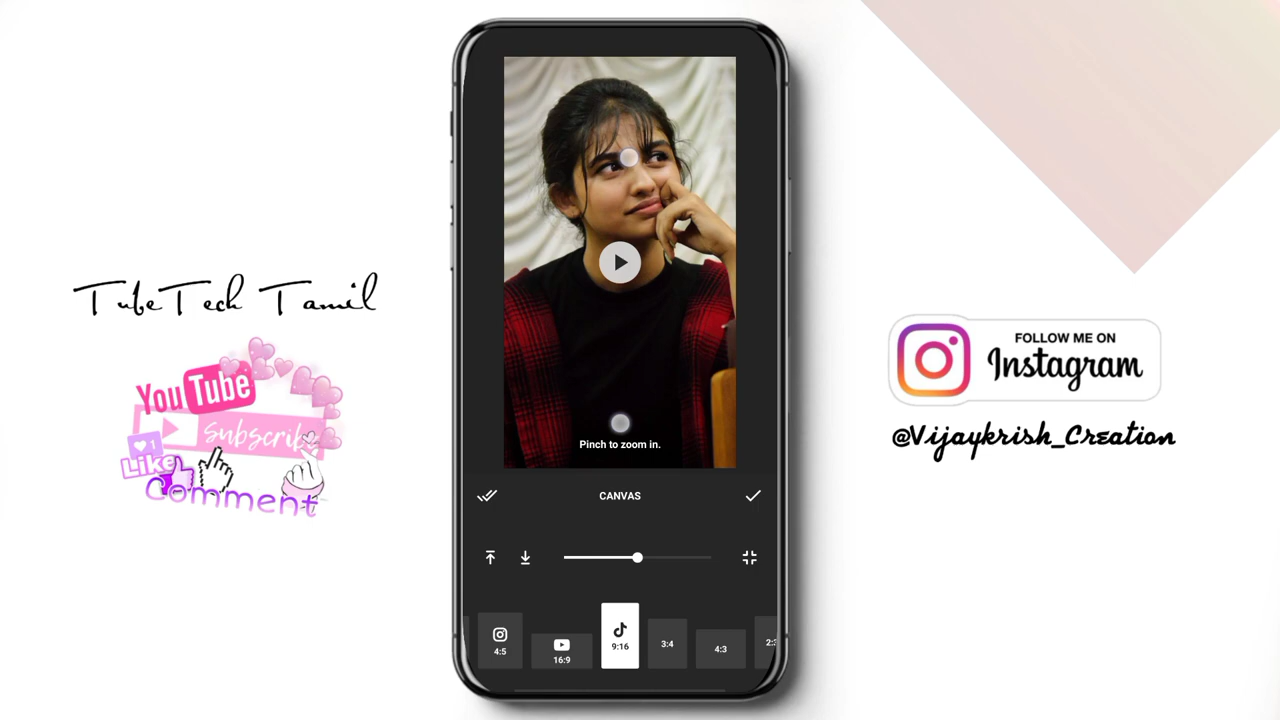 TubeTech Tamil
YouTube
Subscribe
1
Like
Comment
Pinch to zoom in.
CANVAS
4:5
16:9
9:16
3:4
4:3
FOLLOW ME ON
Instagram
@Vijaykrish_Creation